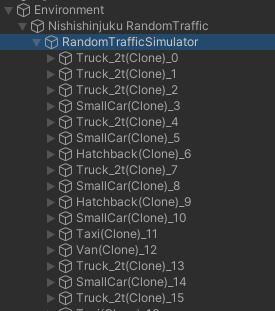 Environment
Nishishinjuku RandomTraffic
RandomTrafficSimulator
Truck_2t(Clone)_0
Truck_2t(Clone)_1
Truck_2t(Clone)_2
SmallCar(Clone)_3
Truck_2t(Clone)_4
SmallCar(Clone)_5
Hatchback(Clone)_6
Truck_2t(Clone)_7
SmallCar(Clone)_8
Hatchback(Clone)_9
SmallCar(Clone)_10
Taxi(Clone)_11
Van(Clone)_12
Truck_2t(Clone)_13
SmallCar(Clone)_14
Truck_2t(Clone)_15